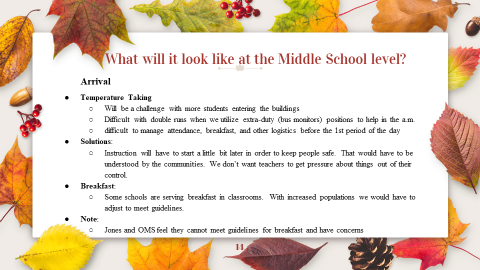 What will it look like at the Middle School level?
Arrival
● Temperature Taking
○ Will be a challenge with more students entering the buildings
○ Difficult with double runs when we utilize extra-duty (bus monitors) positions to help in the a.m.
○ difficult to manage attendance, breakfast, and other logistics before the 1st period of the day
● Solutions:
○ Instruction will have to start a little bit later in order to keep people safe. That would have to be
understood by the communities. We don't want teachers to get pressure about things out of their
control.
● Breakfast:
○ Some schools are serving breakfast in classrooms. With increased populations we would have to
adjust to meet guidelines.
● Note:
○ Jones and OMS feel they cannot meet guidelines for breakfast and have concerns
11